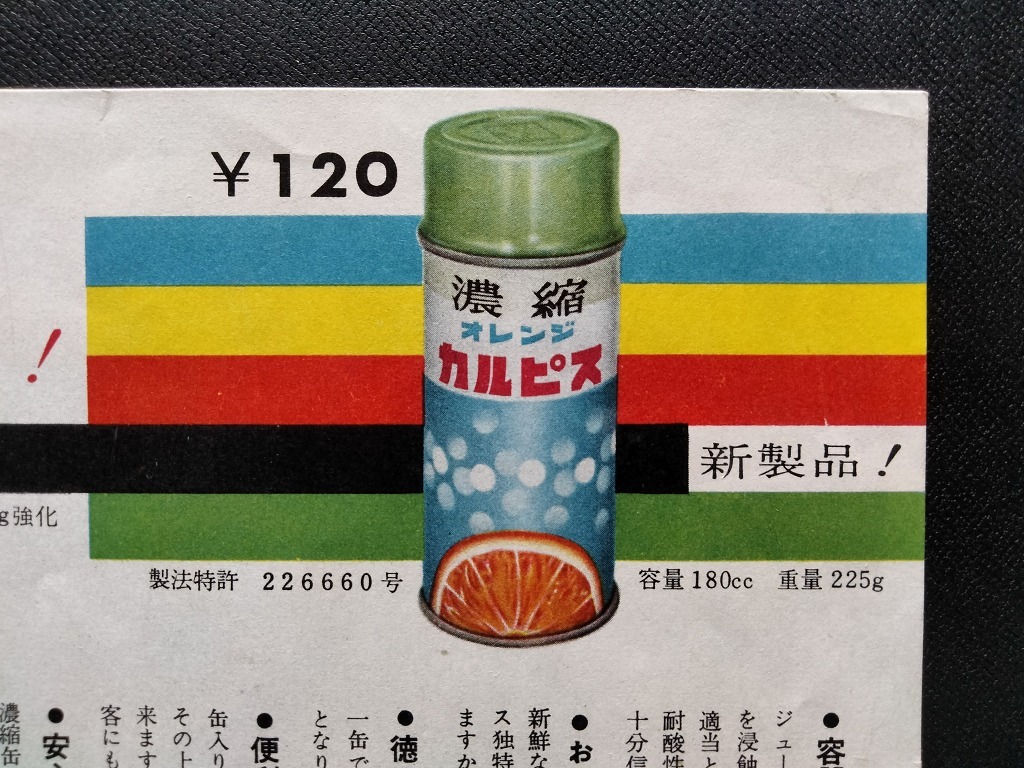 ¥120
濃縮
オレンジ
カルピス
!
新製品!
g強化
製法特許 226660号
容量180cc 重量225g
●容
ジュー
を浸蝕
適当と
耐酸性
十分信
●お
新鮮な
ス独特
ますか
●徳
一缶で
となり
●便
缶入り
その上
来ます
客にも
●安
濃縮缶